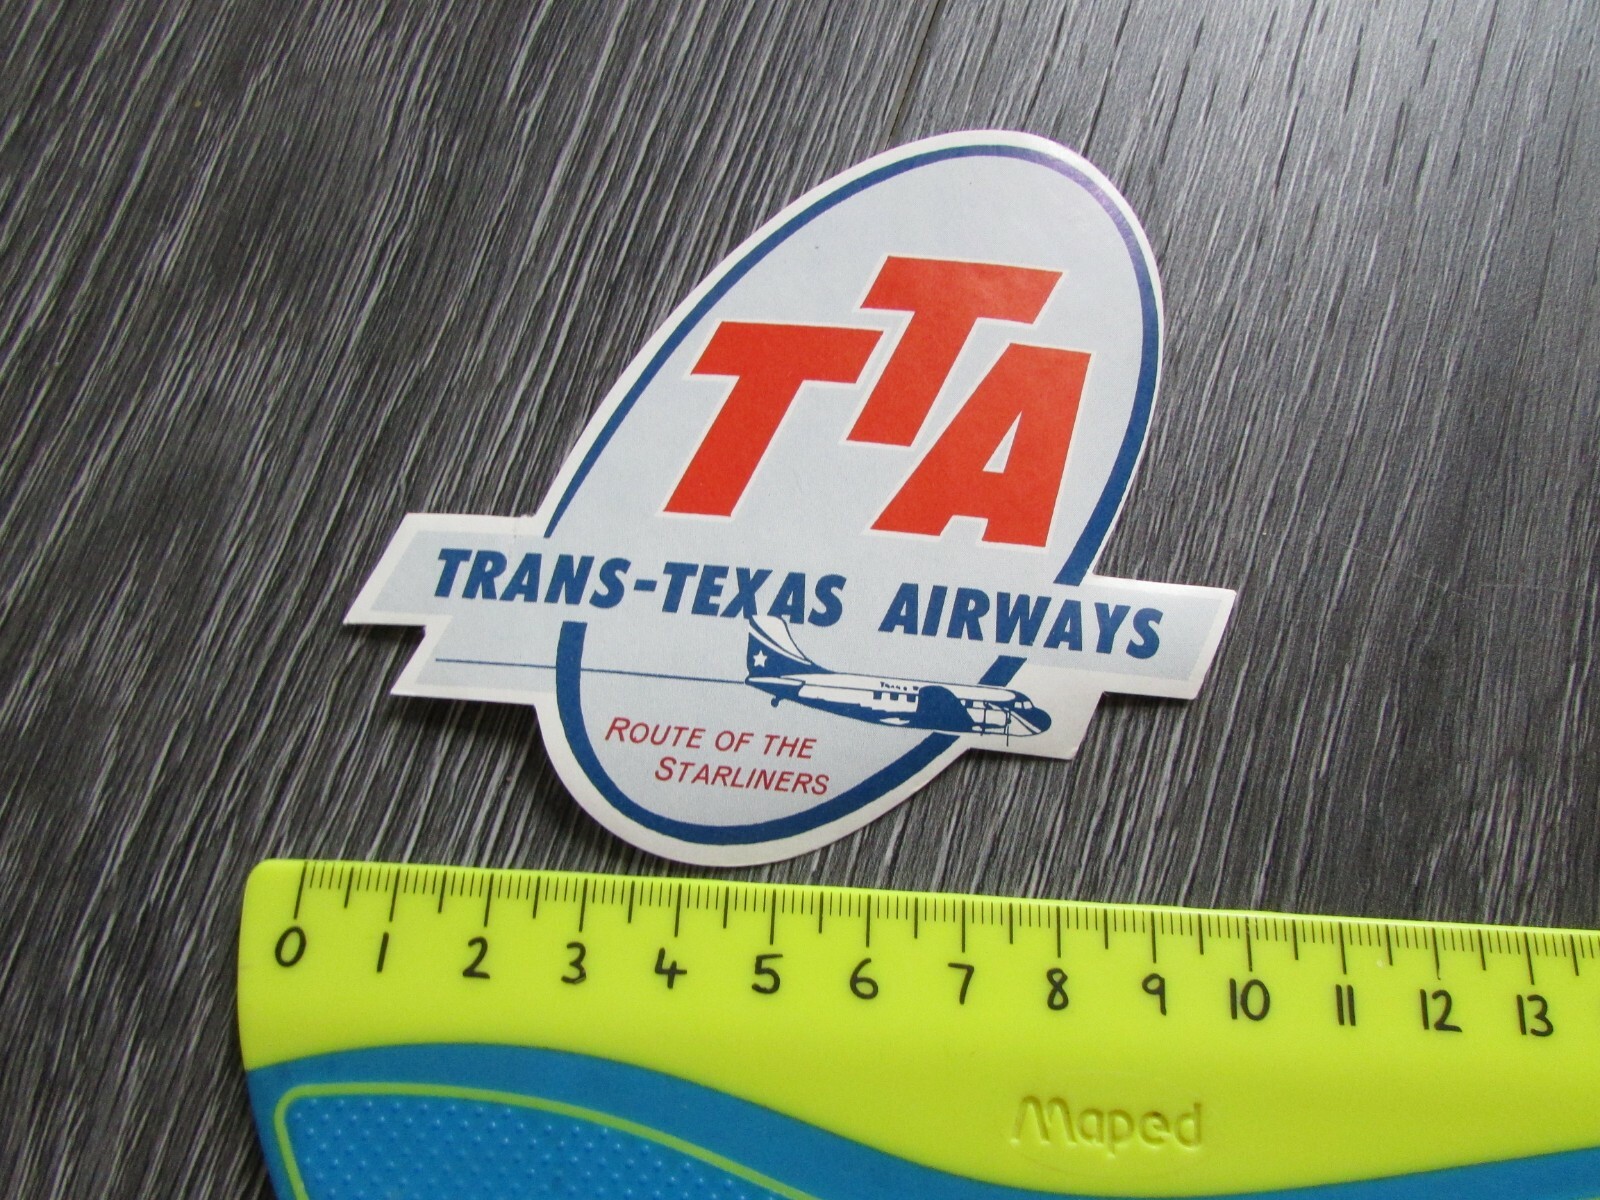 TTA
TRANS-TEXAS AIRWAYS
ROUTE OF THE
STARLINERS
0 1 2 3 4 5 6 7 8 9 10 11 12 13
Maped